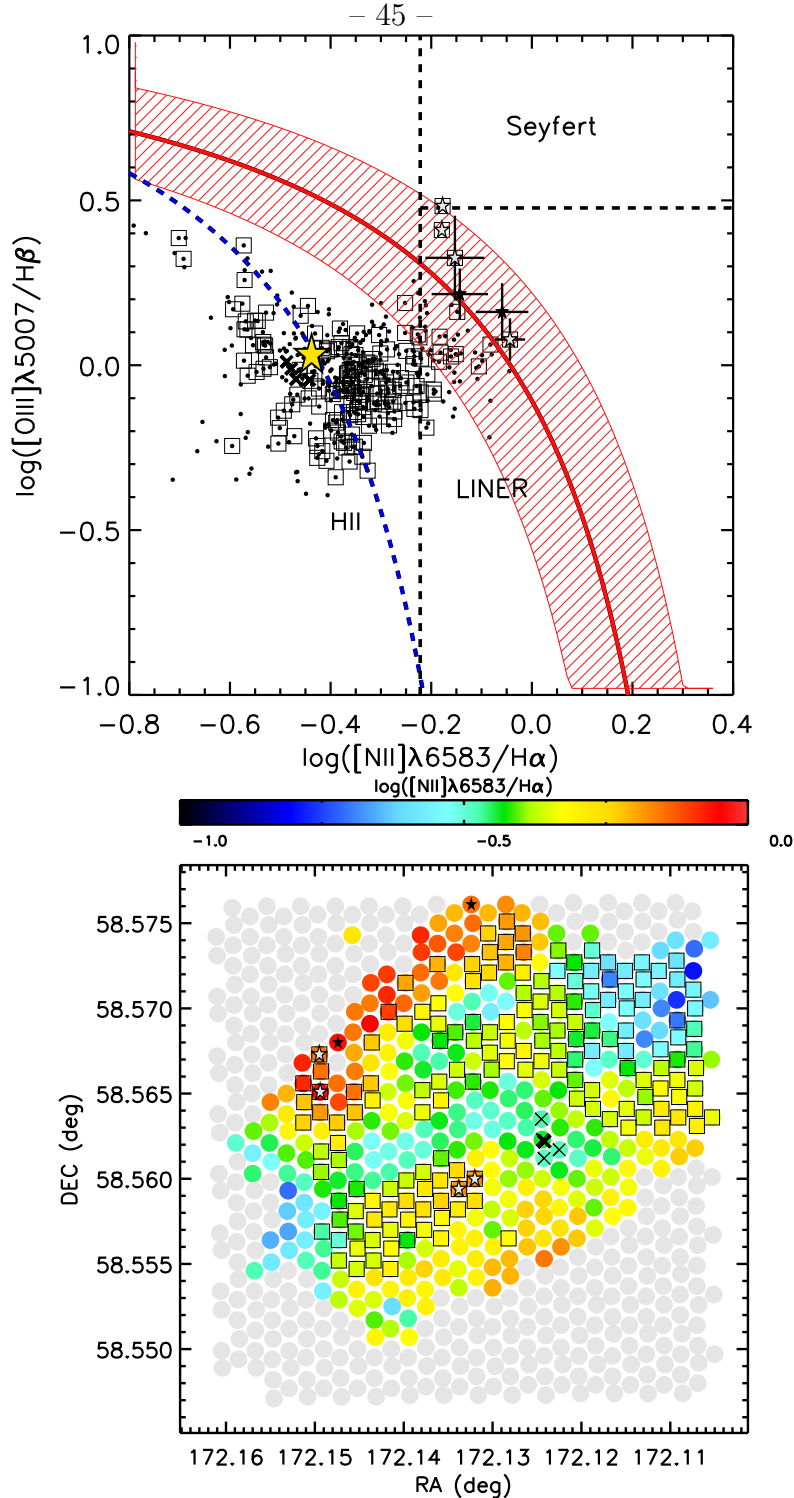 – 45 –
1.0
0.5
0.0
−0.5
−1.0
log([OIII]λ5007/Hβ)
Seyfert
LINER
HII
−0.8 −0.6 −0.4 −0.2 0.0 0.2 0.4
log([NII]λ6583/Hα)
log([NII]λ6583/Hα)
−1.0 −0.5 0.0
58.575
58.570
58.565
58.560
58.555
58.550
DEC (deg)
172.16 172.15 172.14 172.13 172.12 172.11
RA (deg)